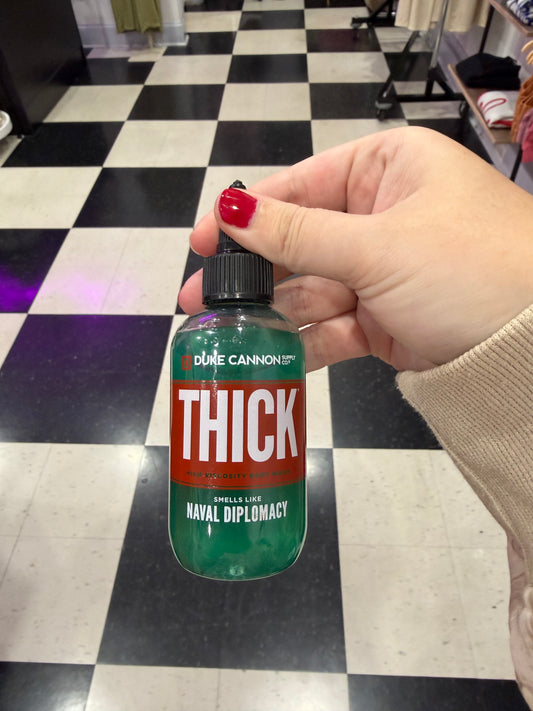 DUKE CANNON SUPPLY CO
THICK
HIGH VISCOSITY BODY WASH
SMELLS LIKE
NAVAL DIPLOMACY